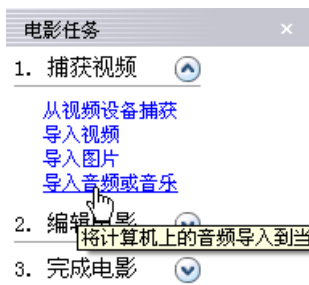 电影任务
1. 捕获视频
从视频设备捕获
导入视频
导入图片
导入音频或音乐
2. 编辑电影
将计算机上的音频导入到当
3. 完成电影